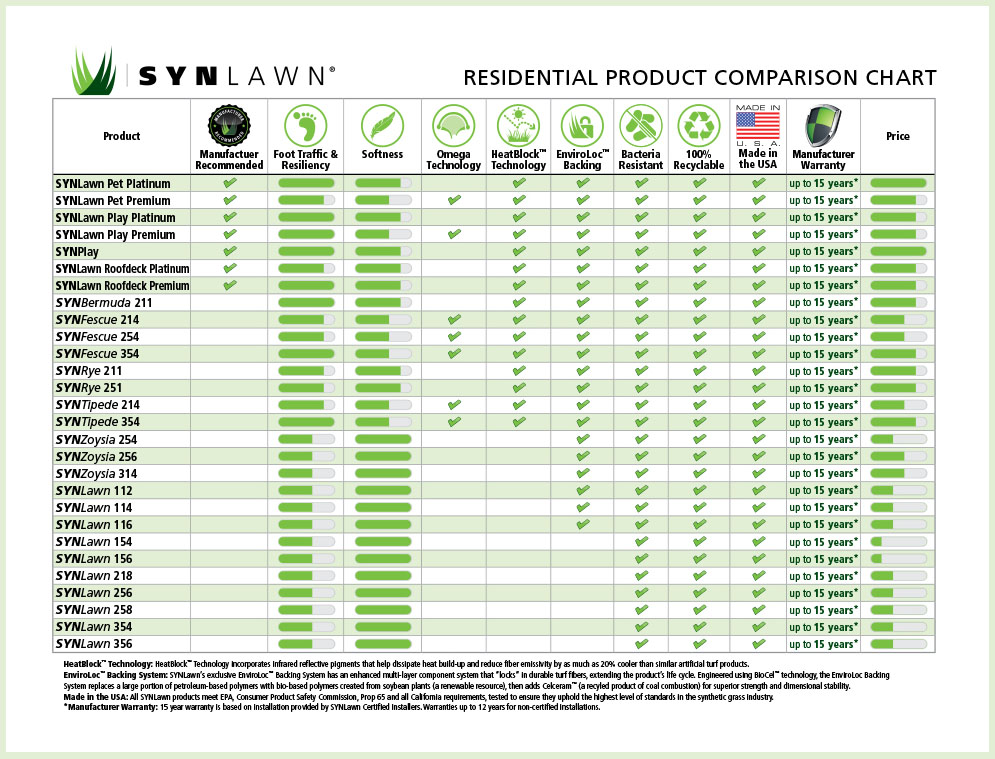 SYNLAWN®
RESIDENTIAL PRODUCT COMPARISON CHART
Product
MANUFACTURER RECOMMENDED
Manufactuer Recommended
Foot Traffic & Resiliency
Softness
Omega Technology
HeatBlock™ Technology
EnviroLoc™ Backing
Bacteria Resistant
100% Recyclable
MADE IN U. S. A.
Made in the USA
Manufacturer Warranty
Price
SYNLawn Pet Platinum up to 15 years*
SYNLawn Pet Premium up to 15 years*
SYNLawn Play Platinum up to 15 years*
SYNLawn Play Premium up to 15 years*
SYNPlay up to 15 years*
SYNLawn Roofdeck Platinum up to 15 years*
SYNLawn Roofdeck Premium up to 15 years*
SYNBermuda 211 up to 15 years*
SYNFescue 214 up to 15 years*
SYNFescue 254 up to 15 years*
SYNFescue 354 up to 15 years*
SYNRye 211 up to 15 years*
SYNRye 251 up to 15 years*
SYNTipede 214 up to 15 years*
SYNTipede 354 up to 15 years*
SYNZoysia 254 up to 15 years*
SYNZoysia 256 up to 15 years*
SYNZoysia 314 up to 15 years*
SYNLawn 112 up to 15 years*
SYNLawn 114 up to 15 years*
SYNLawn 116 up to 15 years*
SYNLawn 154 up to 15 years*
SYNLawn 156 up to 15 years*
SYNLawn 218 up to 15 years*
SYNLawn 256 up to 15 years*
SYNLawn 258 up to 15 years*
SYNLawn 354 up to 15 years*
SYNLawn 356 up to 15 years*
HeatBlock™ Technology: HeatBlock™ Technology incorporates infrared reflective pigments that help dissipate heat build-up and reduce fiber emissivity by as much as 20% cooler than similar artificial turf products.
EnviroLoc™ Backing System: SYNLawn's exclusive EnviroLoc™ Backing System has an enhanced multi-layer component system that "locks" in durable turf fibers, extending the product's life cycle. Engineered using BioCel™ technology, the EnviroLoc Backing
System replaces a large portion of petroleum-based polymers with bio-based polymers created from soybean plants (a renewable resource), then adds Celceram™ (a recycled product of coal combustion) for superior strength and dimensional stability.
Made in the USA: All SYNLawn products meet EPA, Consumer Product Safety Commission, Prop 65 and all California requirements, tested to ensure they uphold the highest level of standards in the synthetic grass industry.
*Manufacturer Warranty: 15 year warranty is based on installation provided by SYNLawn Certified Installers. Warranties up to 12 years for non-certified installations.